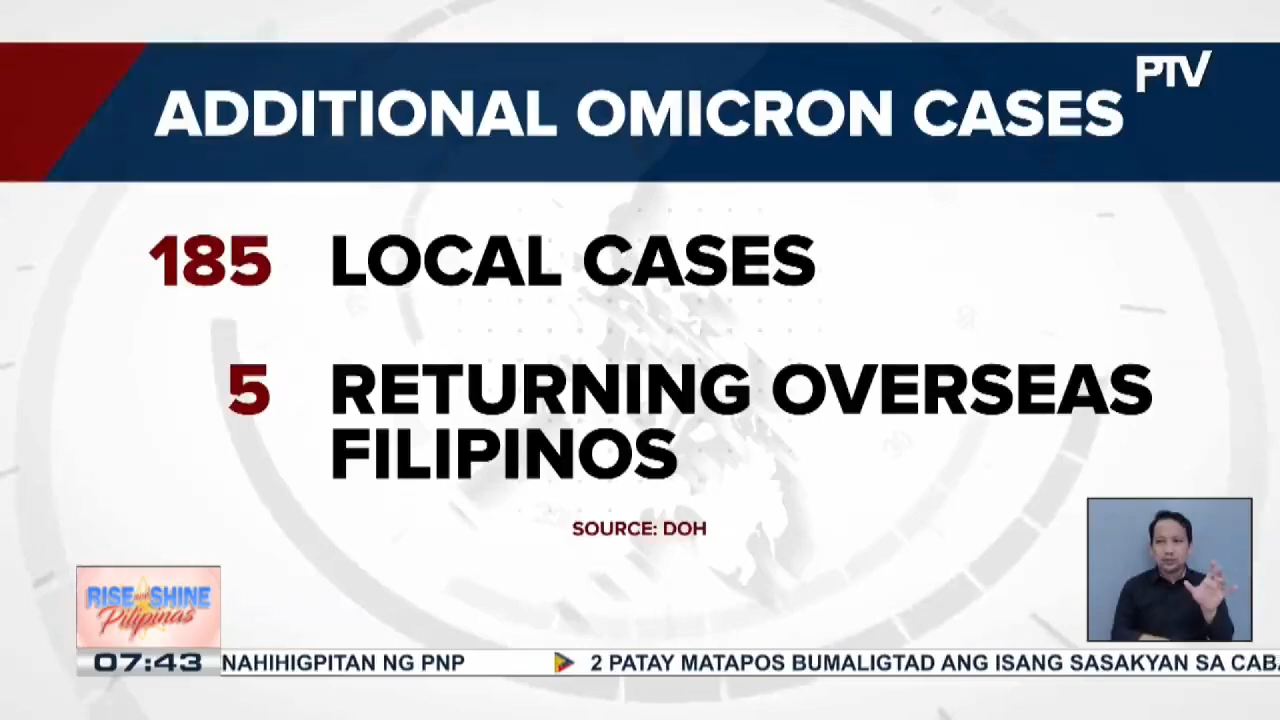 PTV
ADDITIONAL OMICRON CASES
185 LOCAL CASES
5 RETURNING OVERSEAS
FILIPINOS
SOURCE: DOH
RISE and SHINE
Pilipinas
07:43 NAHIHIGPITAN NG PNP 2 PATAY MATAPOS BUMALIGTAD ANG ISANG SASAKYAN SA